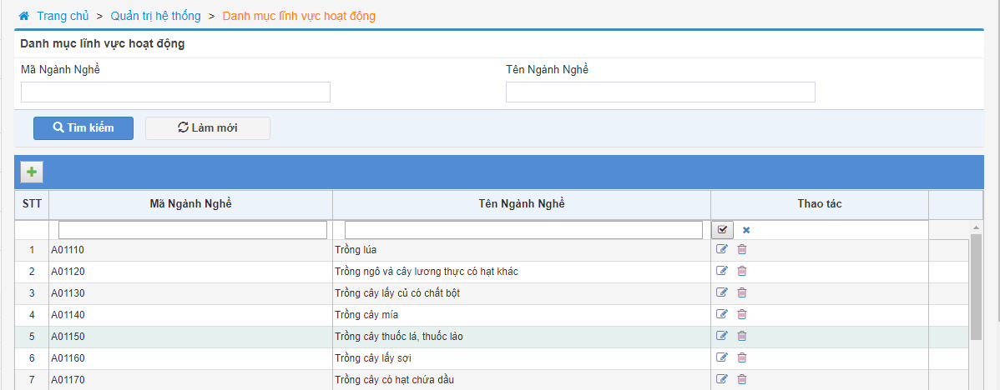 Trang chủ > Quản trị hệ thống > Danh mục lĩnh vực hoạt động
Danh mục lĩnh vực hoạt động
Mã Ngành Nghề Tên Ngành Nghề
Tìm kiếm Làm mới
STT Mã Ngành Nghề Tên Ngành Nghề Thao tác
1 A01110 Trồng lúa
2 A01120 Trồng ngô và cây lương thực có hạt khác
3 A01130 Trồng cây lấy củ có chất bột
4 A01140 Trồng cây mía
5 A01150 Trồng cây thuốc lá, thuốc lào
6 A01160 Trồng cây lấy sợi
7 A01170 Trồng cây có hạt chứa dầu